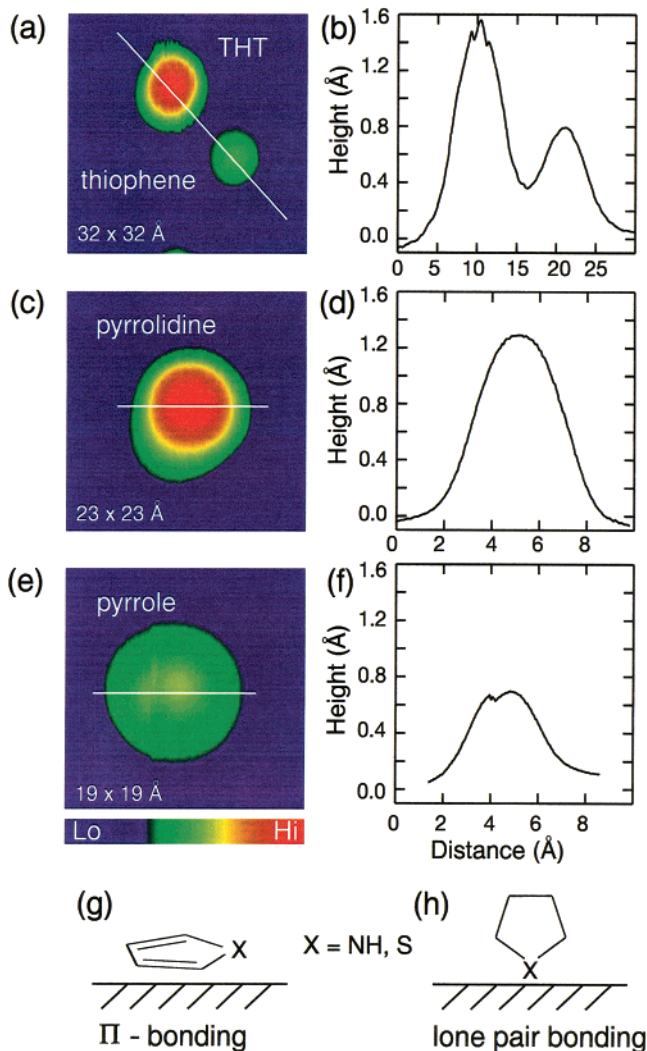 (a)
THT
thiophene
32 x 32 Å
(b)
1.6
1.2
0.8
0.4
0.0
Height (Å)
0 5 10 15 20 25
(c)
pyrrolidine
23 x 23 Å
(d)
1.6
1.2
0.8
0.4
0.0
Height (Å)
0 2 4 6 8
(e)
pyrrole
19 x 19 Å
Lo Hi
(f)
1.6
1.2
0.8
0.4
0.0
Height (Å)
0 2 4 6 8
Distance (Å)
(g)
X
X = NH, S
Π - bonding
(h)
X
lone pair bonding